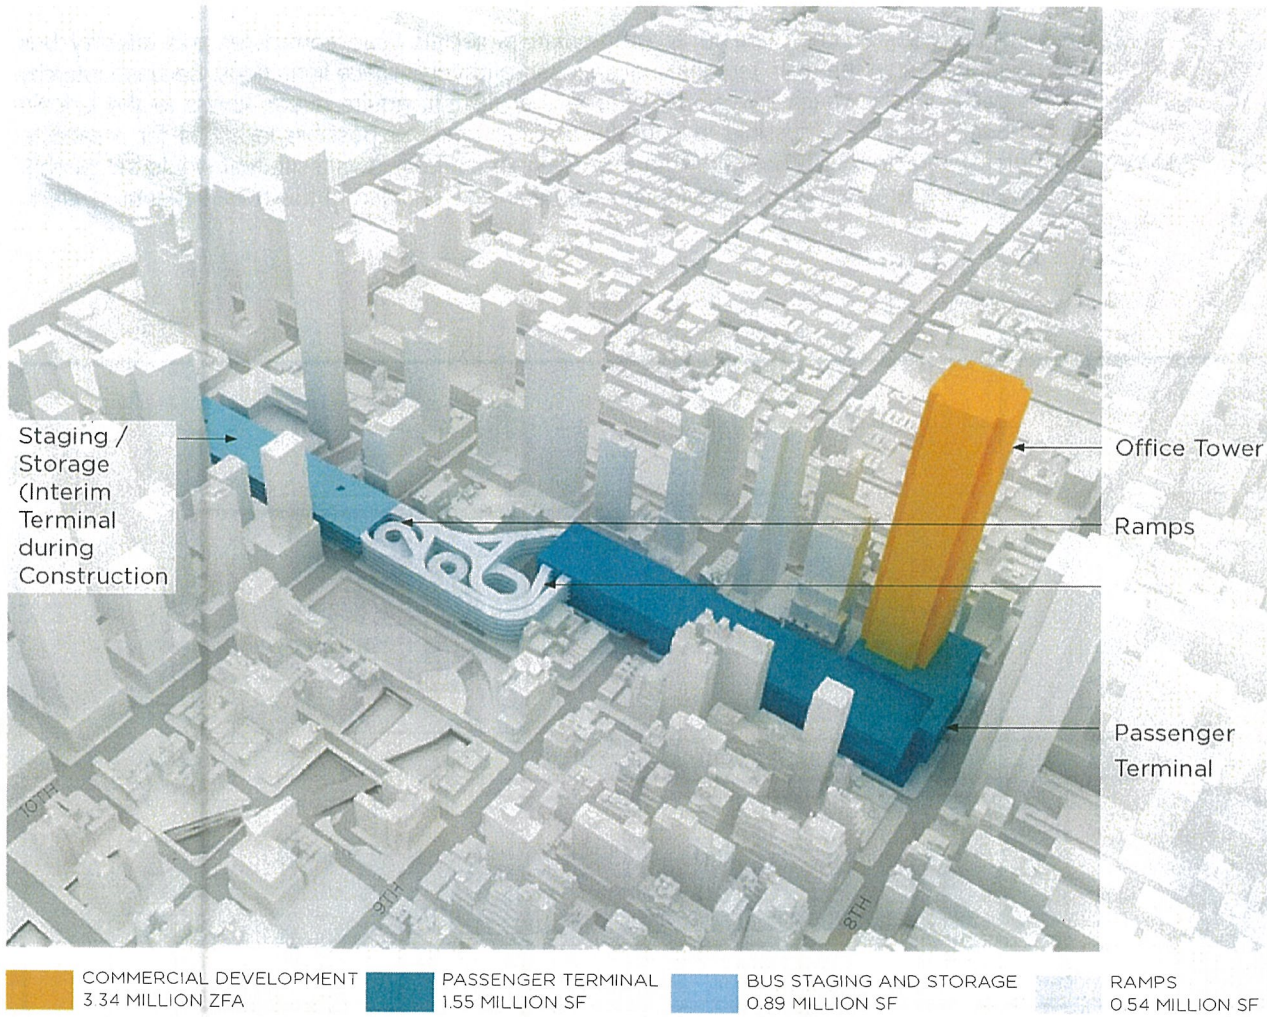 Staging /
Storage
(Interim
Terminal
during
Construction
Office Tower
Ramps
Passenger
Terminal
10TH
9TH
8TH
COMMERCIAL DEVELOPMENT
3.34 MILLION ZFA
PASSENGER TERMINAL
1.55 MILLION SF
BUS STAGING AND STORAGE
0.89 MILLION SF
RAMPS
0.54 MILLION SF